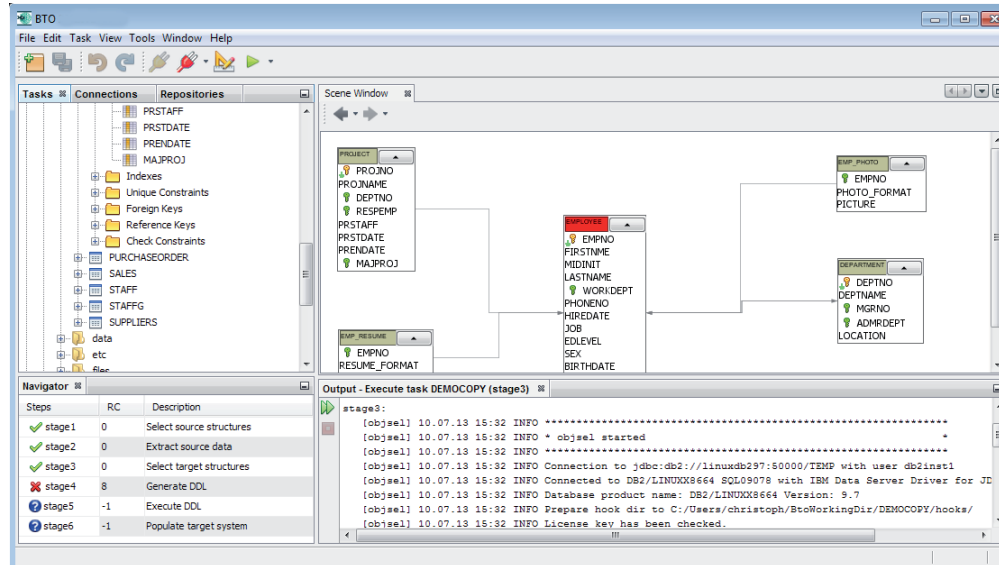 BTO
File Edit Task View Tools Window Help
Tasks Connections Repositories
PRSTAFF
PRSTDATE
PRENDATE
MAJPROJ
Indexes
Unique Constraints
Foreign Keys
Reference Keys
Check Constraints
PURCHASEORDER
SALES
STAFF
STAFFG
SUPPLIERS
data
etc
files
Navigator
Steps RC Description
stage1 0 Select source structures
stage2 0 Extract source data
stage3 0 Select target structures
stage4 8 Generate DDL
stage5 -1 Execute DDL
stage6 -1 Populate target system
Scene Window
PROJECT
PROJNO
PROJNAME
DEPTNO
RESPEMP
PRSTAFF
PRSTDATE
PRENDATE
MAJPROJ
EMP_RESUME
EMPNO
RESUME_FORMAT
EMPLOYEE
EMPNO
FIRSTNME
MIDINIT
LASTNAME
WORKDEPT
PHONENO
HIREDATE
JOB
EDLEVEL
SEX
BIRTHDATE
EMP_PHOTO
EMPNO
PHOTO_FORMAT
PICTURE
DEPARTMENT
DEPTNO
DEPTNAME
MGRNO
ADMRDEPT
LOCATION
Output - Execute task DEMOCOPY (stage3)
stage3:
[objsel] 10.07.13 15:32 INFO **************************************************************
[objsel] 10.07.13 15:32 INFO * objsel started *
[objsel] 10.07.13 15:32 INFO **************************************************************
[objsel] 10.07.13 15:32 INFO Connection to jdbc:db2://linuxdb297:50000/TEMP with user db2inst1
[objsel] 10.07.13 15:32 INFO Connected to DB2/LINUXX8664 SQL09078 with IBM Data Server Driver for JD
[objsel] 10.07.13 15:32 INFO Database product name: DB2/LINUXX8664 Version: 9.7
[objsel] 10.07.13 15:32 INFO Prepare hook dir to C:/Users/christoph/BtoWorkingDir/DEMOCOPY/hooks/
[objsel] 10.07.13 15:32 INFO License key has been checked.